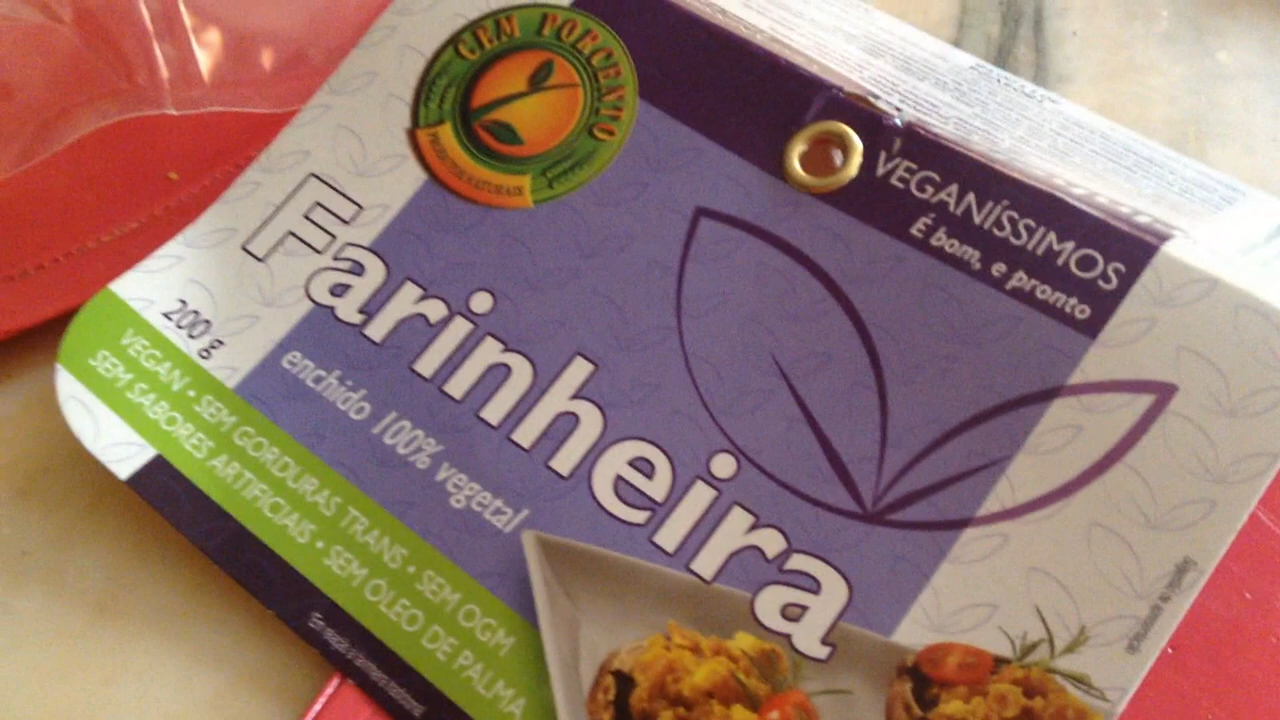 CEM PORCENTO
PRODUTOS NATURAIS
VEGANÍSSIMOS
É bom, e pronto
Farinheira
200 g
enchido 100% vegetal
VEGAN • SEM GORDURAS TRANS • SEM OGM
SEM SABORES ARTIFICIAIS • SEM ÓLEO DE PALMA